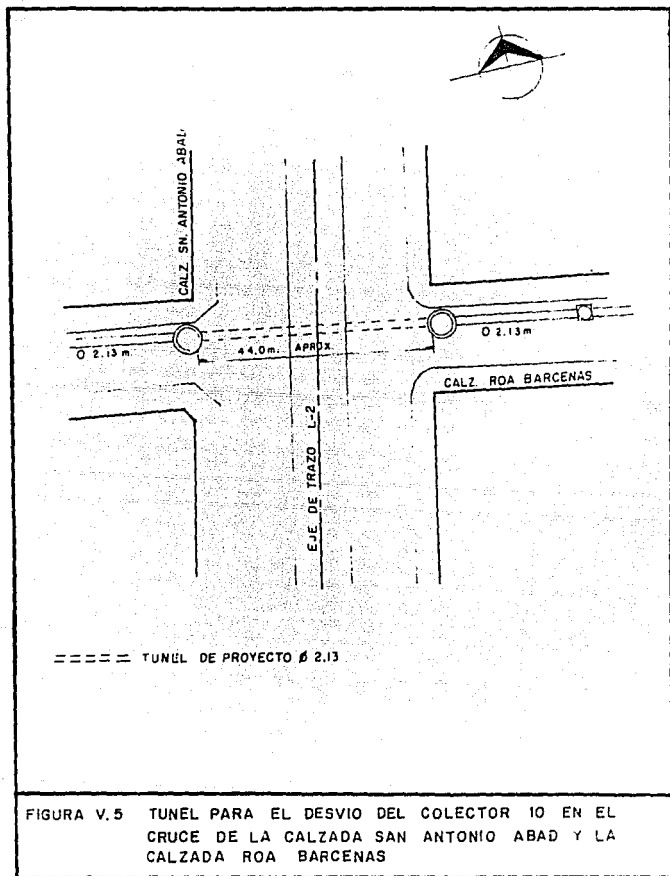 CALZ. SN. ANTONIO ABAD
O 2.13 m.
44.0 m. APROX.
O 2.13 m.
CALZ. ROA BARCENAS
EJE DE TRAZO L-2
===== TUNEL DE PROYECTO Ø 2.13
FIGURA V.5 TUNEL PARA EL DESVIO DEL COLECTOR 10 EN EL
CRUCE DE LA CALZADA SAN ANTONIO ABAD Y LA
CALZADA ROA BARCENAS